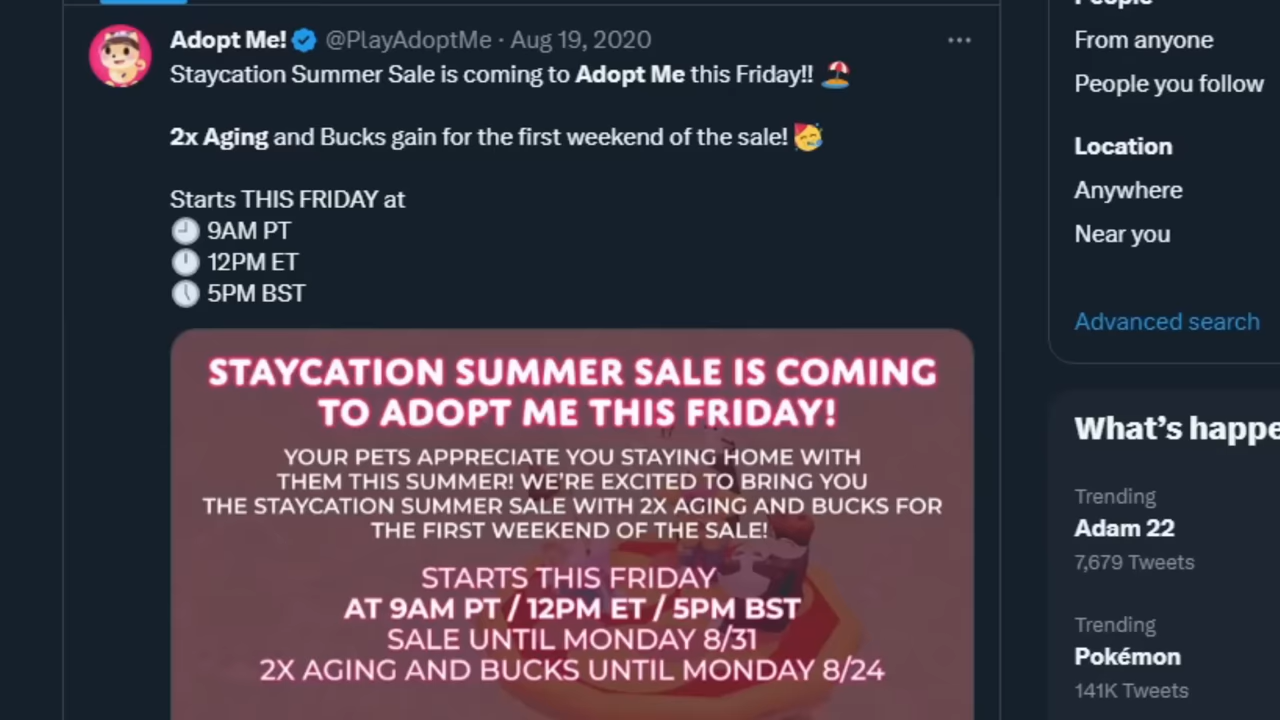 Adopt Me! @PlayAdoptMe · Aug 19, 2020
Staycation Summer Sale is coming to Adopt Me this Friday!!
2x Aging and Bucks gain for the first weekend of the sale!
Starts THIS FRIDAY at
9AM PT
12PM ET
5PM BST
STAYCATION SUMMER SALE IS COMING
TO ADOPT ME THIS FRIDAY!
YOUR PETS APPRECIATE YOU STAYING HOME WITH
THEM THIS SUMMER! WE'RE EXCITED TO BRING YOU
THE STAYCATION SUMMER SALE WITH 2X AGING AND BUCKS FOR
THE FIRST WEEKEND OF THE SALE!
STARTS THIS FRIDAY
AT 9AM PT / 12PM ET / 5PM BST
SALE UNTIL MONDAY 8/31
2X AGING AND BUCKS UNTIL MONDAY 8/24
People
From anyone
People you follow
Location
Anywhere
Near you
Advanced search
What's happe
Trending
Adam 22
7,679 Tweets
Trending
Pokémon
141K Tweets